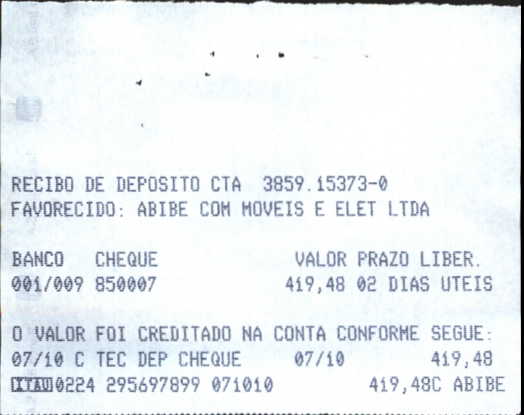 RECIBO DE DEPOSITO CTA 3859.15373-0
FAVORECIDO: ABIBE COM MOVEIS E ELET LTDA
BANCO CHEQUE VALOR PRAZO LIBER.
001/009 850007 419,48 02 DIAS UTEIS
O VALOR FOI CREDITADO NA CONTA CONFORME SEGUE:
07/10 C TEC DEP CHEQUE 07/10 419,48
ITAU0224 295697899 071010 419,48C ABIBE